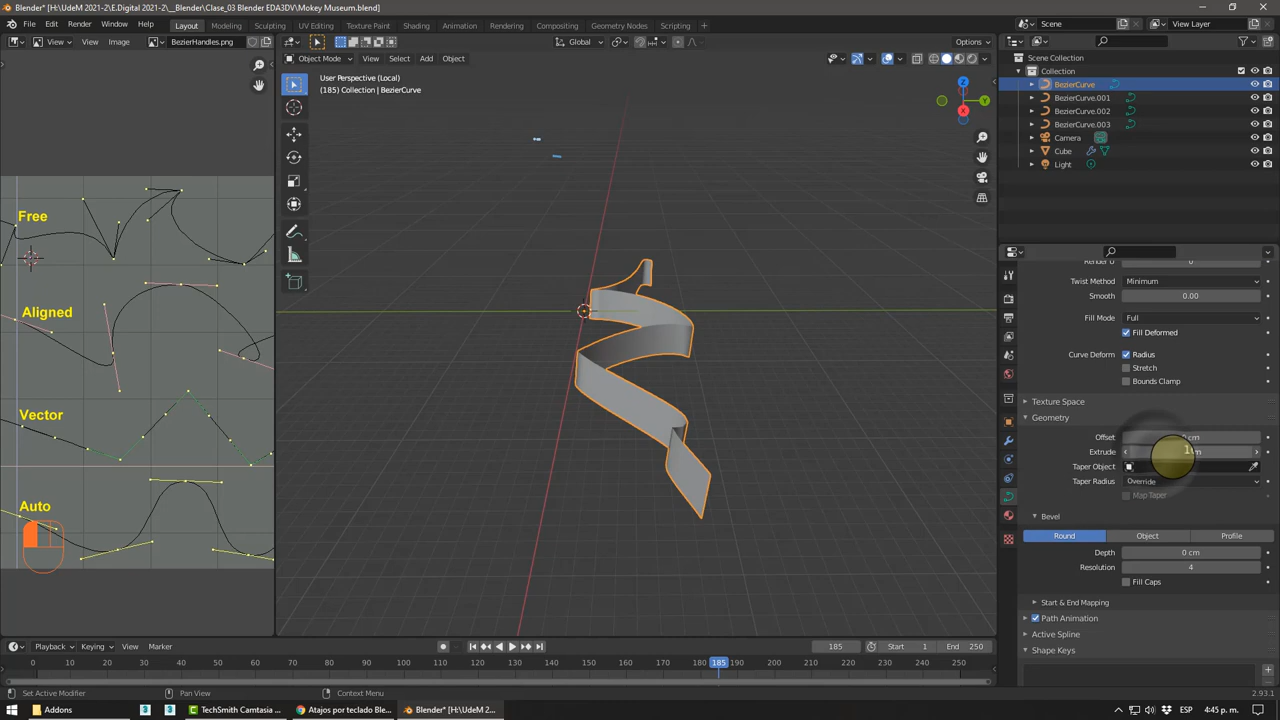 Blender* [H:\UdeM 2021-2\E.Digital 2021-2\__Blender\Clase_03 Blender EDA3DV\Mokey Museum.blend]
File Edit Render Window Help Layout Modeling Sculpting UV Editing Texture Paint Shading Animation Rendering Compositing Geometry Nodes Scripting Scene View Layer
View View Image BezierHandles.png Global Options
Object Mode View Select Add Object
Scene Collection
Collection
BezierCurve
BezierCurve.001
BezierCurve.002
BezierCurve.003
Camera
Cube
Light
User Perspective (Local)
(185) Collection | BezierCurve
Free
Aligned
Vector
Auto
Twist Method Minimum
Smooth 0.00
Fill Mode Full
Fill Deformed
Curve Deform Radius
Stretch
Bounds Clamp
Texture Space
Geometry
Offset
Extrude
Taper Object
Taper Radius Override
Map Taper
Bevel
Round Object Profile
Depth 0 cm
Resolution 4
Fill Caps
Start & End Mapping
Path Animation
Active Spline
Shape Keys
Playback Keying View Marker 185 Start 1 End 250
0 10 20 30 40 50 60 70 80 90 100 110 120 130 140 150 160 170 180 185 190 200 210 220 230 240 250
Set Active Modifier Pan View Context Menu 2.93.1
Addons TechSmith Camtasia ... Atajos por teclado Ble... Blender* [H:\UdeM 2... ESP 4:45 p. m.